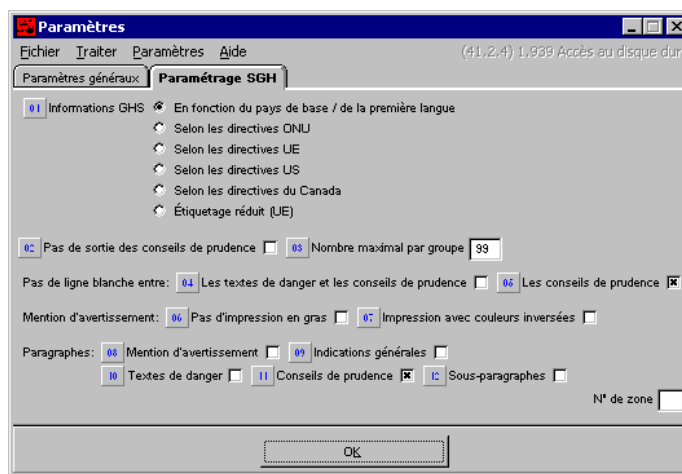 Paramètres
Fichier Traiter Paramètres Aide (41.2.4) 1.939 Accès au disque dur
Paramètres généraux Paramétrage SGH
01 Informations GHS En fonction du pays de base / de la première langue
Selon les directives ONU
Selon les directives UE
Selon les directives US
Selon les directives du Canada
Étiquetage réduit (UE)
02 Pas de sortie des conseils de prudence 03 Nombre maximal par groupe 99
Pas de ligne blanche entre: 04 Les textes de danger et les conseils de prudence 05 Les conseils de prudence
Mention d'avertissement: 06 Pas d'impression en gras 07 Impression avec couleurs inversées
Paragraphes: 08 Mention d'avertissement 09 Indications générales
10 Textes de danger 11 Conseils de prudence 12 Sous-paragraphes
N° de zone
OK